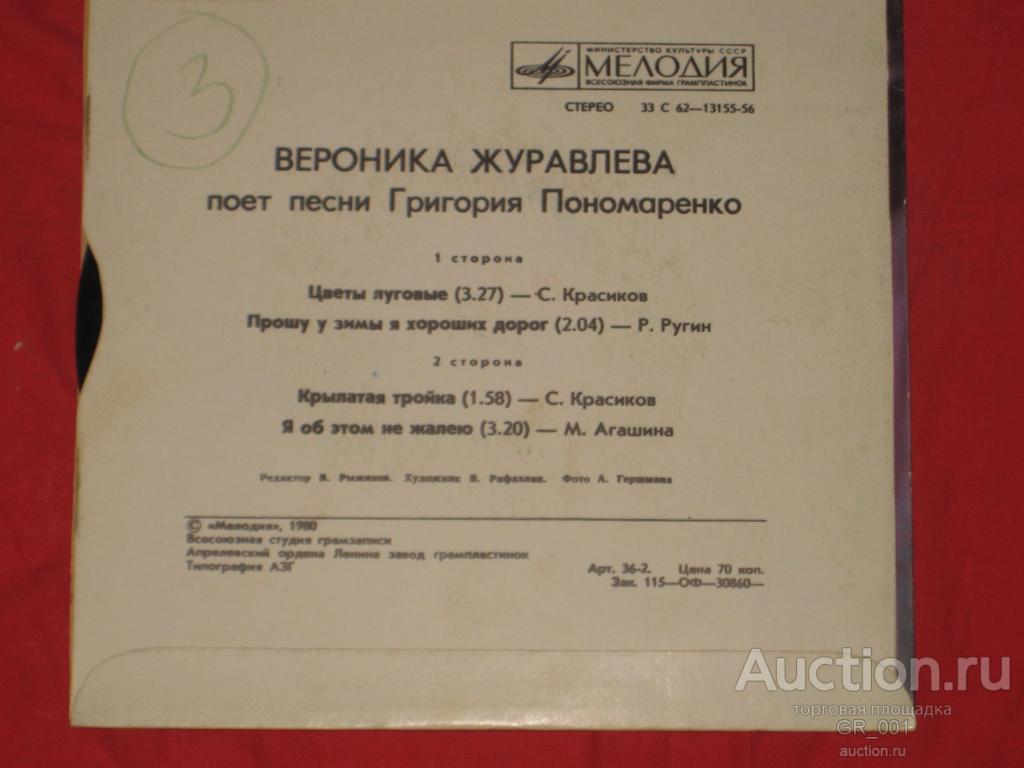 3
МИНИСТЕРСТВО КУЛЬТУРЫ СССР
МЕЛОДИЯ
ВСЕСОЮЗНАЯ ФИРМА ГРАМПЛАСТИНОК
СТЕРЕО 33 С 62—13155-56
ВЕРОНИКА ЖУРАВЛЕВА
поет песни Григория Пономаренко
1 сторона
Цветы луговые (3.27) — С. Красиков
Прошу у зимы я хороших дорог (2.04) — Р. Ругин
2 сторона
Крылатая тройка (1.58) — С. Красиков
Я об этом не жалею (3.20) — М. Агашина
Редактор В. Рыжиков. Художник В. Рафаэлян. Фото А. Гершмана
© «Мелодия», 1980
Всесоюзная студия грамзаписи
Апрелевский ордена Ленина завод грампластинок
Типография АЗГ
Арт. 36-2. Цена 70 коп.
Зак. 115—ОФ—30860—
Auction.ru
торговая площадка
GR_001
auction.ru